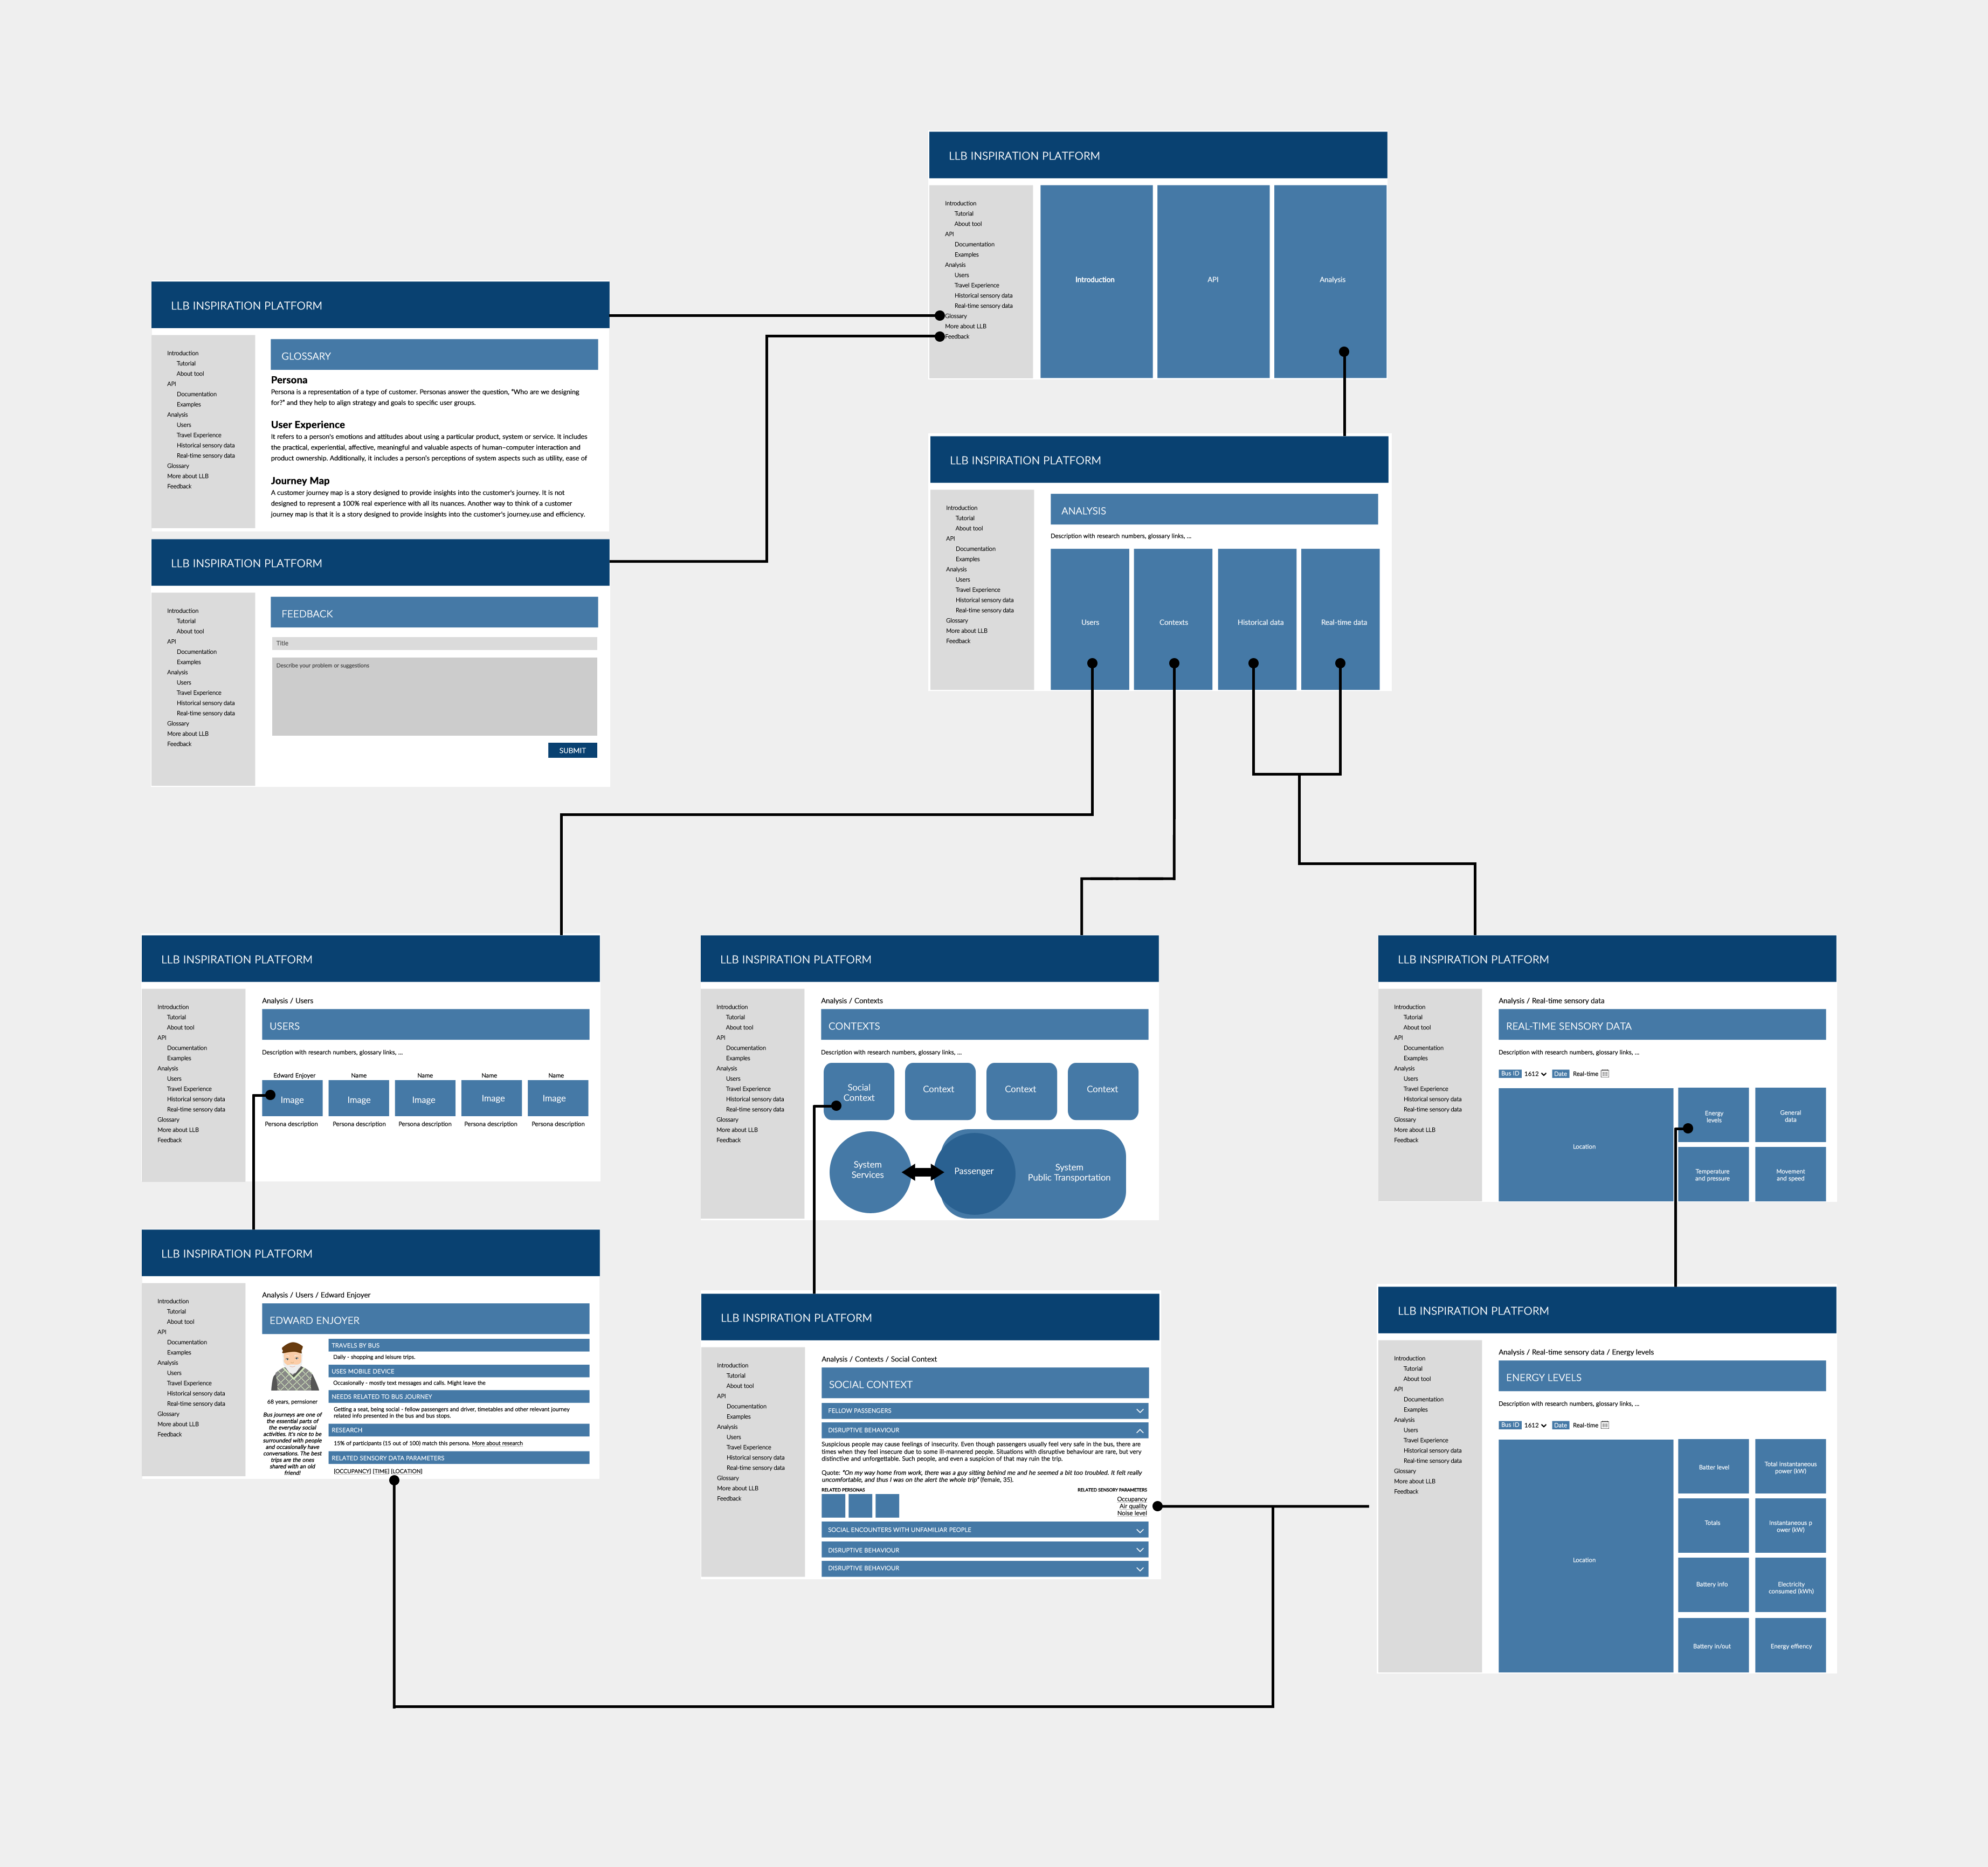 LLB INSPIRATION PLATFORM
Introduction
Tutorial
About tool
API
Documentation
Examples
Analysis
Users
Travel Experience
Historical sensory data
Real-time sensory data
Glossary
More about LLB
Feedback
Introduction
API
Analysis
LLB INSPIRATION PLATFORM
Introduction
Tutorial
About tool
API
Documentation
Examples
Analysis
Users
Travel Experience
Historical sensory data
Real-time sensory data
Glossary
More about LLB
Feedback
GLOSSARY
Persona
Persona is a representation of a type of customer. Personas answer the question, "Who are we designing
for?" and they help to align strategy and goals to specific user groups.
User Experience
It refers to a person's emotions and attitudes about using a particular product, system or service. It includes
the practical, experiential, affective, meaningful and valuable aspects of human–computer interaction and
product ownership. Additionally, it includes a person's perceptions of system aspects such as utility, ease of
Journey Map
A customer journey map is a story designed to provide insights into the customer's journey. It is not
designed to represent a 100% real experience with all its nuances. Another way to think of a customer
journey map is that it is a story designed to provide insights into the customer's journey.use and efficiency.
LLB INSPIRATION PLATFORM
Introduction
Tutorial
About tool
API
Documentation
Examples
Analysis
Users
Travel Experience
Historical sensory data
Real-time sensory data
Glossary
More about LLB
Feedback
ANALYSIS
Description with research numbers, glossary links, ...
Users
Contexts
Historical data
Real-time data
LLB INSPIRATION PLATFORM
Introduction
Tutorial
About tool
API
Documentation
Examples
Analysis
Users
Travel Experience
Historical sensory data
Real-time sensory data
Glossary
More about LLB
Feedback
FEEDBACK
Title
Describe your problem or suggestions
SUBMIT
LLB INSPIRATION PLATFORM
Introduction
Tutorial
About tool
API
Documentation
Examples
Analysis
Users
Travel Experience
Historical sensory data
Real-time sensory data
Glossary
More about LLB
Feedback
Analysis / Users
USERS
Description with research numbers, glossary links, ...
Edward Enjoyer
Name
Name
Name
Name
Image
Image
Image
Image
Image
Persona description
Persona description
Persona description
Persona description
Persona description
LLB INSPIRATION PLATFORM
Introduction
Tutorial
About tool
API
Documentation
Examples
Analysis
Users
Travel Experience
Historical sensory data
Real-time sensory data
Glossary
More about LLB
Feedback
Analysis / Contexts
CONTEXTS
Description with research numbers, glossary links, ...
Social
Context
Context
Context
Context
System
Services
Passenger
System
Public Transportation
LLB INSPIRATION PLATFORM
Introduction
Tutorial
About tool
API
Documentation
Examples
Analysis
Users
Travel Experience
Historical sensory data
Real-time sensory data
Glossary
More about LLB
Feedback
Analysis / Real-time sensory data
REAL-TIME SENSORY DATA
Description with research numbers, glossary links, ...
Bus ID 1612 Date Real-time
Location
Energy
levels
General
data
Temperature
and pressure
Movement
and speed
LLB INSPIRATION PLATFORM
Introduction
Tutorial
About tool
API
Documentation
Examples
Analysis
Users
Travel Experience
Historical sensory data
Real-time sensory data
Glossary
More about LLB
Feedback
Analysis / Users / Edward Enjoyer
EDWARD ENJOYER
68 years, pernsioner
Bus journeys are one of
the essential parts of
the everyday social
activities. It's nice to be
surrounded with people
and occasionally have
conversations. The best
trips are the ones
shared with an old
friend!
TRAVELS BY BUS
Daily - shopping and leisure trips.
USES MOBILE DEVICE
Occasionally - mostly text messages and calls. Might leave the
NEEDS RELATED TO BUS JOURNEY
Getting a seat, being social - fellow passengers and driver, timetables and other relevant journey
related info presented in the bus and bus stops.
RESEARCH
15% of participants (15 out of 100) match this persona. More about research
RELATED SENSORY DATA PARAMETERS
[OCCUPANCY] [TIME] [LOCATION]
LLB INSPIRATION PLATFORM
Introduction
Tutorial
About tool
API
Documentation
Examples
Analysis
Users
Travel Experience
Historical sensory data
Real-time sensory data
Glossary
More about LLB
Feedback
Analysis / Contexts / Social Context
SOCIAL CONTEXT
FELLOW PASSENGERS
DISRUPTIVE BEHAVIOUR
Suspicious people may cause feelings of insecurity. Even though passengers usually feel very safe in the bus, there are
times when they feel insecure due to some ill-mannered people. Situations with disruptive behaviour are rare, but very
distinctive and unforgettable. Such people, and even a suspicion of that may ruin the trip.
Quote: "On my way home from work, there was a guy sitting behind me and he seemed a bit too troubled. It felt really
uncomfortable, and thus I was on the alert the whole trip" (female, 35).
RELATED PERSONAS
RELATED SENSORY PARAMETERS
Occupancy
Air quality
Noise level
SOCIAL ENCOUNTERS WITH UNFAMILIAR PEOPLE
DISRUPTIVE BEHAVIOUR
DISRUPTIVE BEHAVIOUR
LLB INSPIRATION PLATFORM
Introduction
Tutorial
About tool
API
Documentation
Examples
Analysis
Users
Travel Experience
Historical sensory data
Real-time sensory data
Glossary
More about LLB
Feedback
Analysis / Real-time sensory data / Energy levels
ENERGY LEVELS
Description with research numbers, glossary links, ...
Bus ID 1612 Date Real-time
Location
Batter level
Total instantaneous
power (kW)
Totals
Instantaneous p
ower (kW)
Battery info
Electricity
consumed (kWh)
Battery in/out
Energy effiency